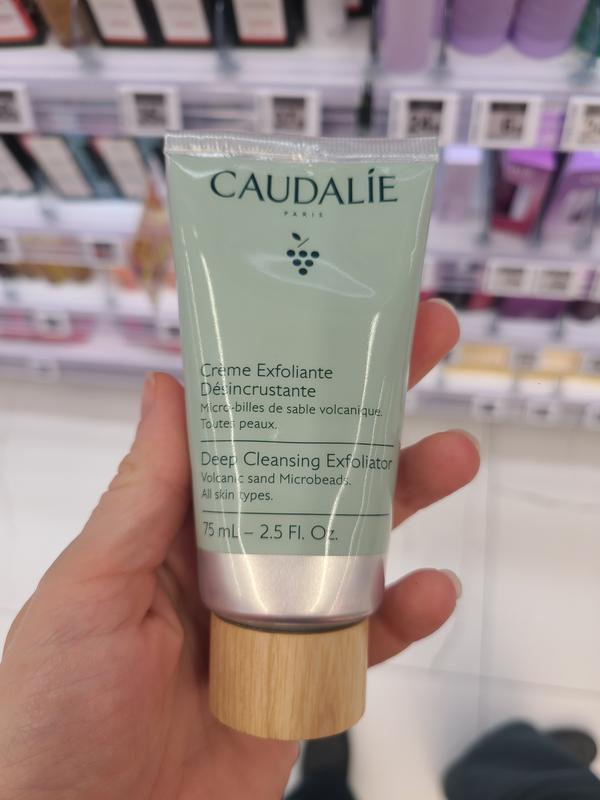 CAUDALÍE
PARIS
Crème Exfoliante
Désincrustante
Micro-billes de sable volcanique.
Toutes peaux.
Deep Cleansing Exfoliator
Volcanic sand Microbeads.
All skin types.
75 mL – 2.5 Fl. Oz.